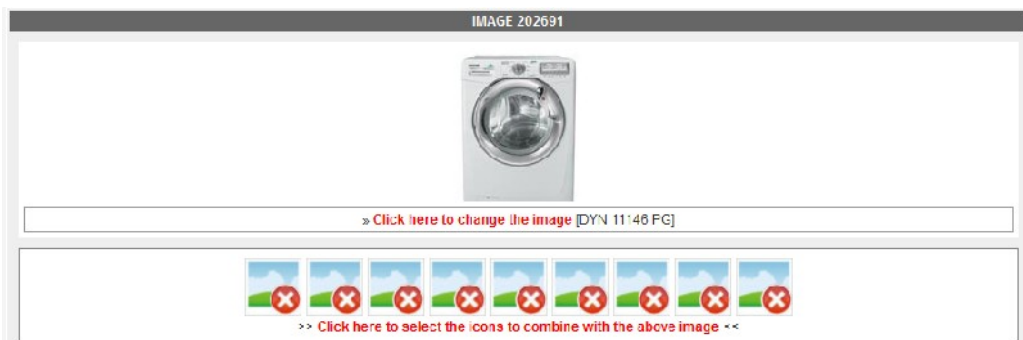 IMAGE 202691
» Click here to change the image [DYN 11146 PG]
>> Click here to select the icons to combine with the above image <<